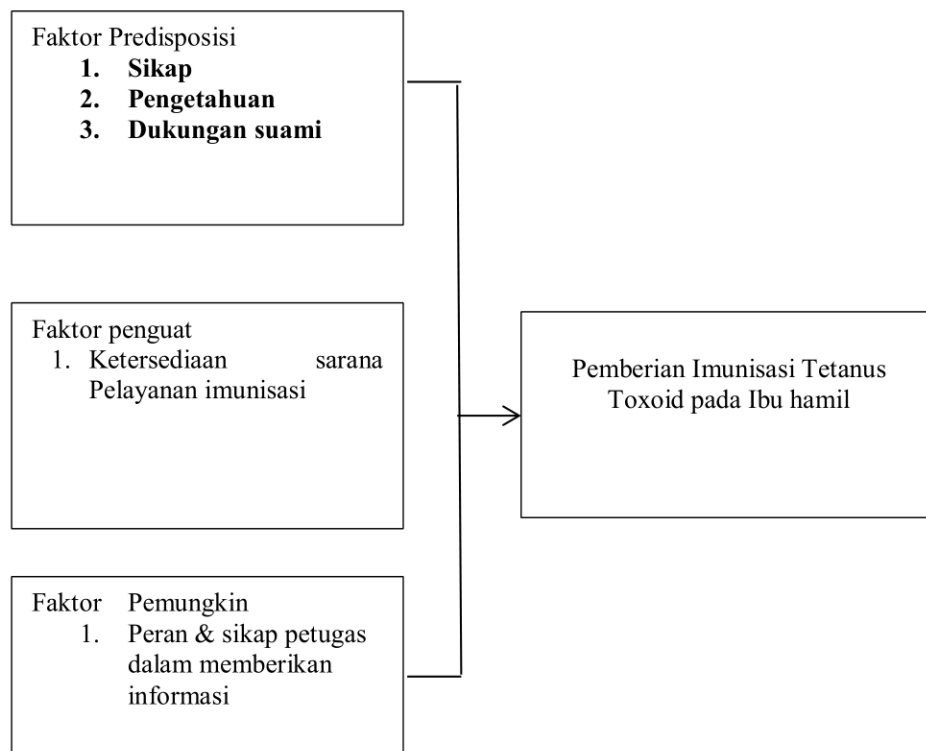 Faktor Predisposisi
1. Sikap
2. Pengetahuan
3. Dukungan suami
Faktor penguat
1. Ketersediaan sarana
Pelayanan imunisasi
Pemberian Imunisasi Tetanus
Toxoid pada Ibu hamil
Faktor Pemungkin
1. Peran & sikap petugas
dalam memberikan
informasi